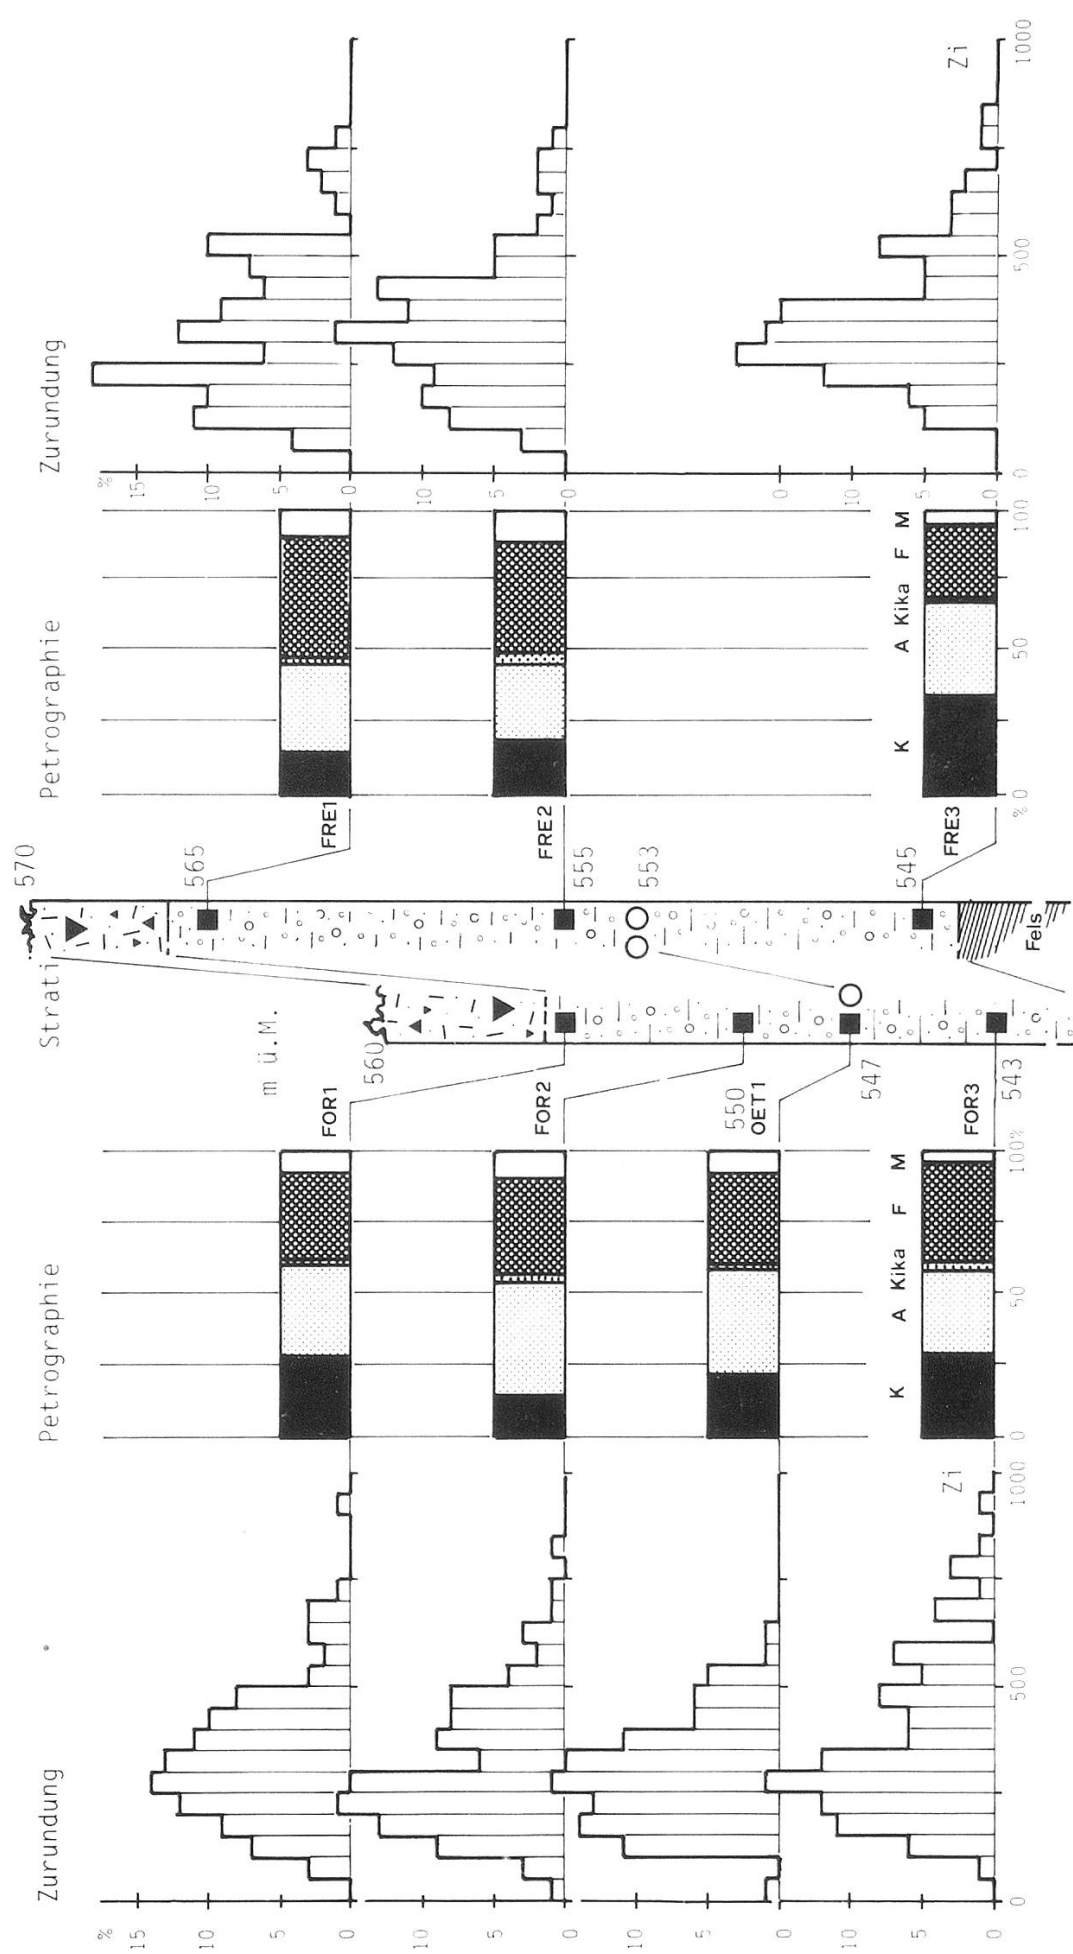 Zurundung Petrographie Strati 570 Petrographie Zurundung
% %
15 15
565
10 10
m ü.M.
5 5
FOR1 FRE1
0 0
560
10 10
5 5
FOR2 FRE2
0 555 0
10 553
5
550
OET1
0 0
10 10
547
K A Kika F M 545 K A Kika F M
5 5
Zi FOR3 FRE3 Zi
0 0
0 500 1000 0 50 100% 543 % 0 50 100 0 500 1000
Fels